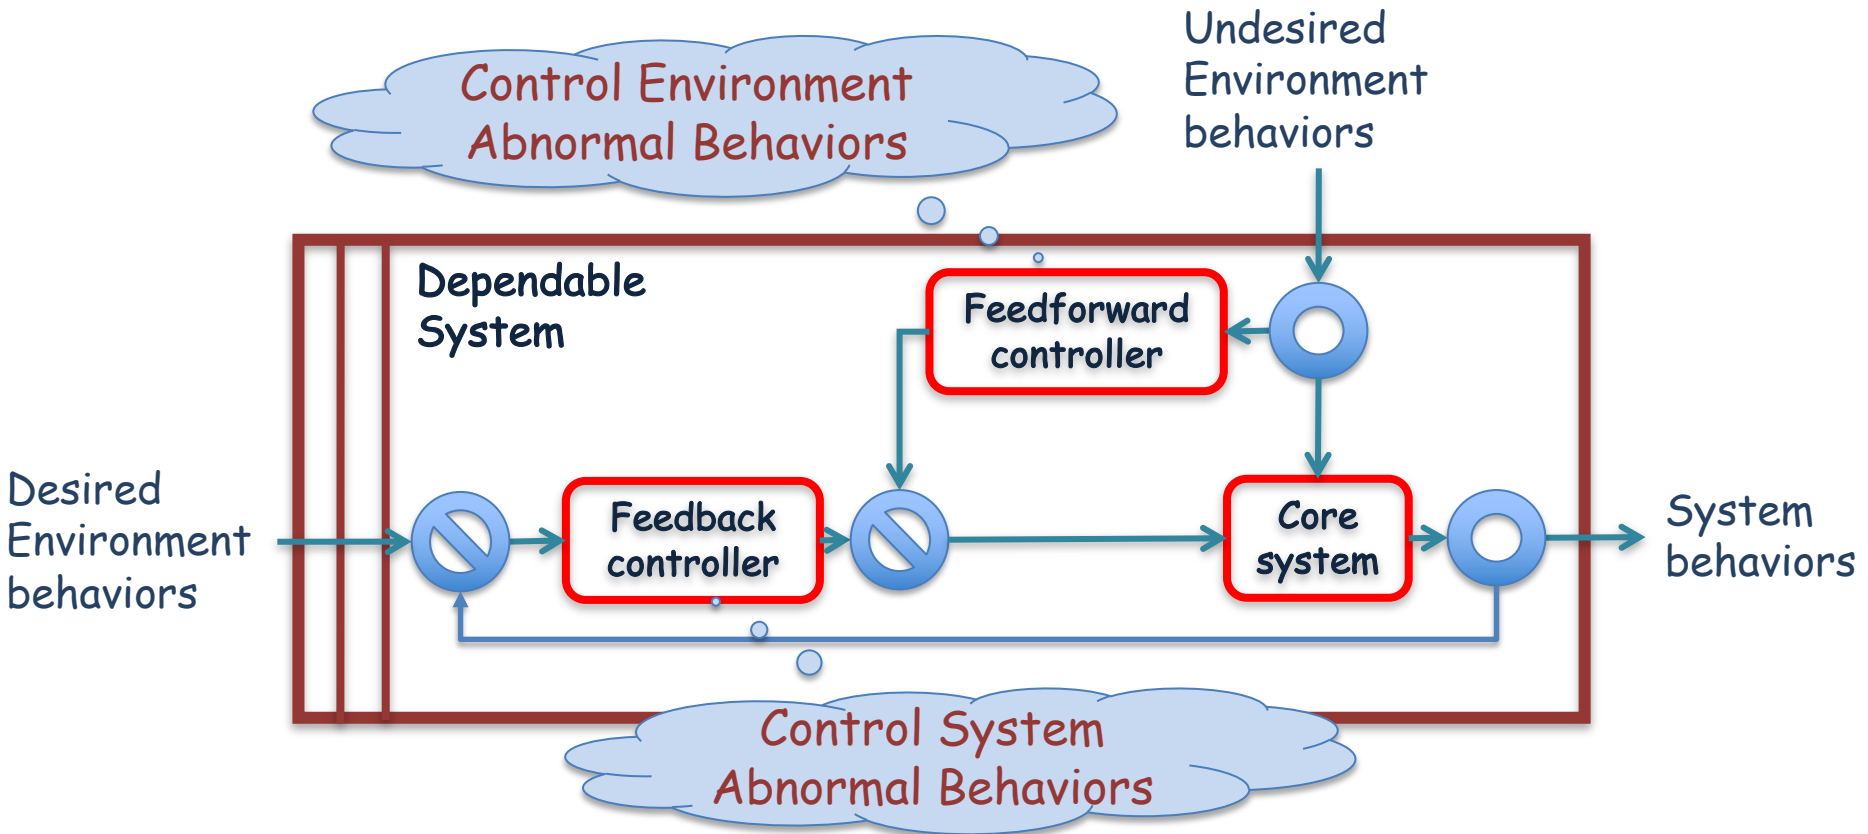 Control Environment
Abnormal Behaviors
Undesired
Environment
behaviors
Dependable
System
Feedforward
controller
Desired
Environment
behaviors
Feedback
controller
Core
system
System
behaviors
Control System
Abnormal Behaviors